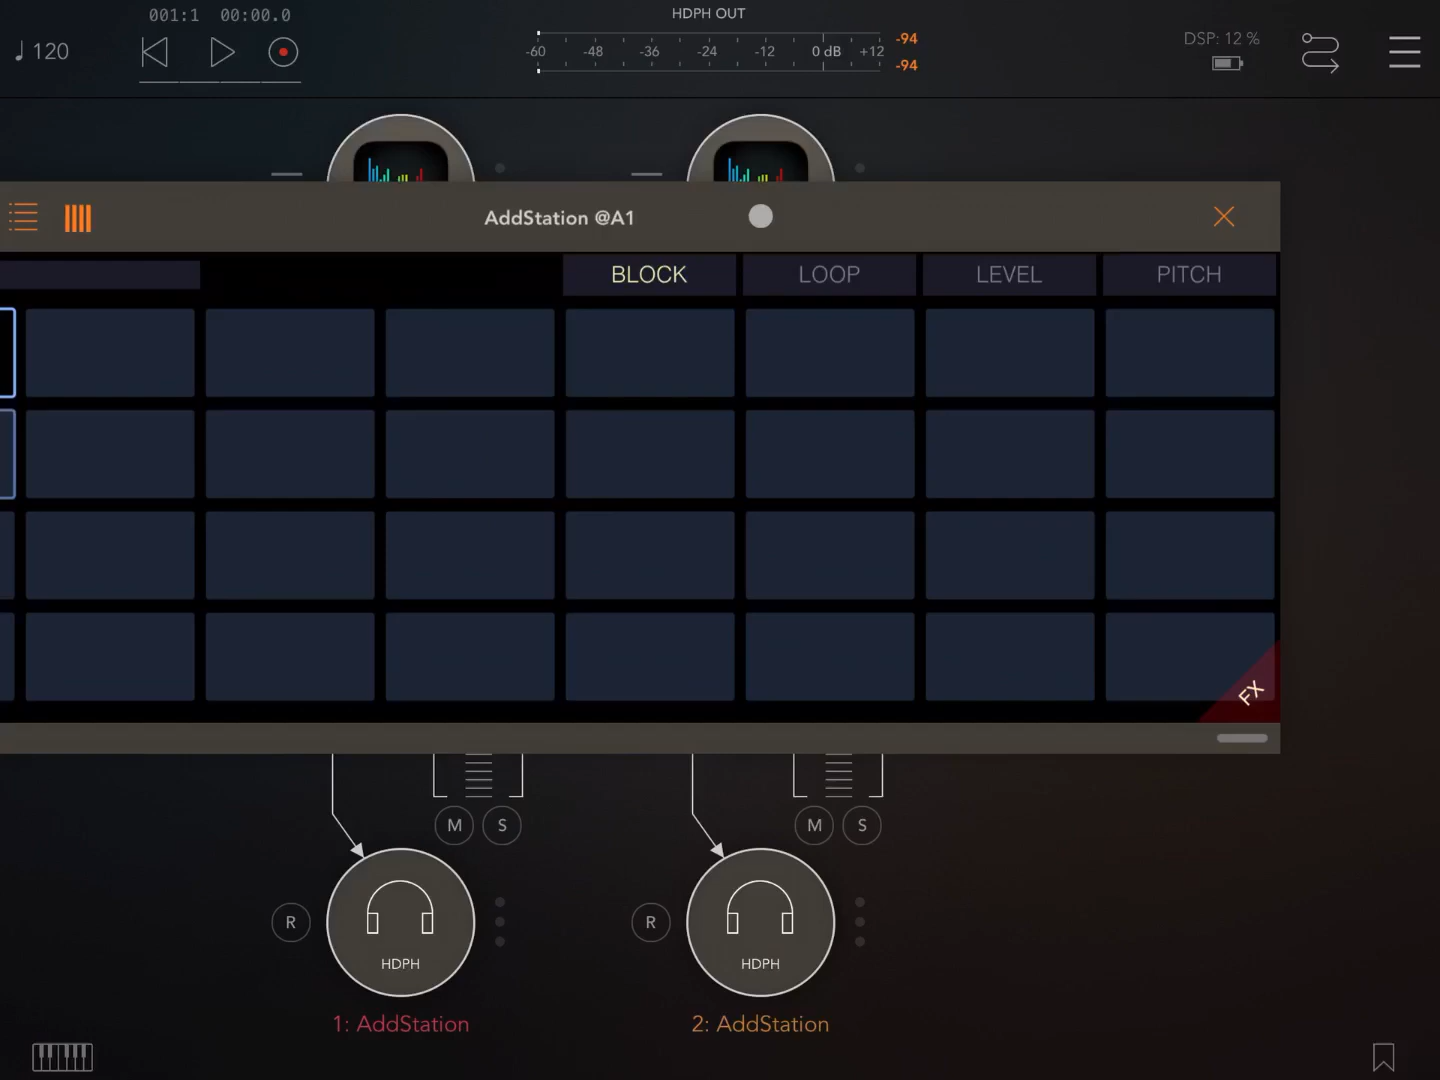 001:1 00:00.0
HDPH OUT
120
-60 -48 -36 -24 -12 0 dB +12
-94
-94
DSP: 12 %
AddStation @A1
BLOCK LOOP LEVEL PITCH
FX
M S M S
R R
HDPH HDPH
1: AddStation 2: AddStation